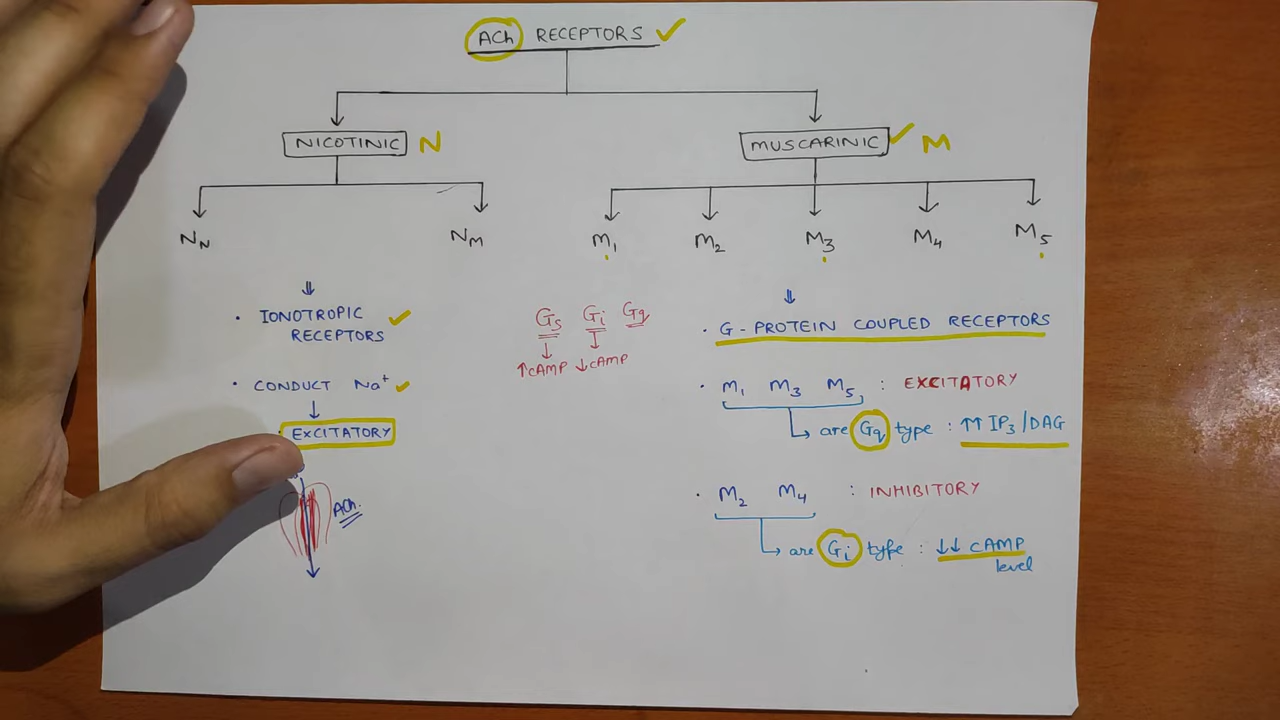 ACh RECEPTORS
NICOTINIC N
MUSCARINIC M
NN NM
M1 M2 M3 M4 M5
• IONOTROPIC
RECEPTORS
• CONDUCT Na+
• EXCITATORY
ACh.
Gs Gi Gq
↑cAMP ↓cAMP
• G-PROTEIN COUPLED RECEPTORS
• M1 M3 M5 : EXCITATORY
are Gq type : ↑↑ IP3/DAG
• M2 M4 : INHIBITORY
are Gi type : ↓↓ cAMP
level